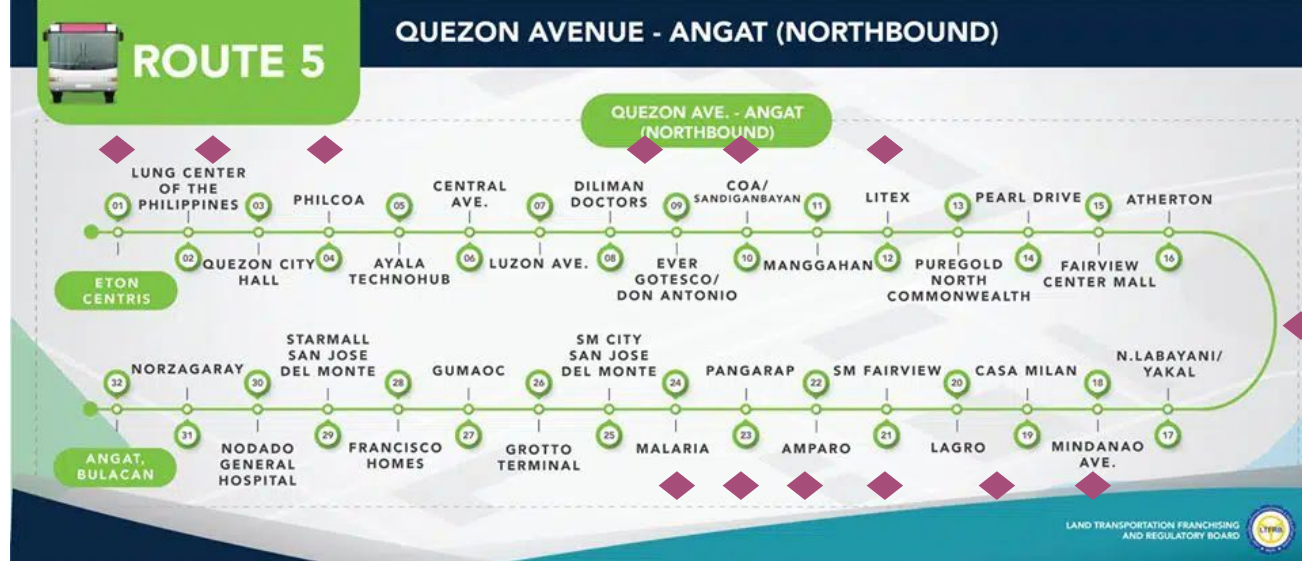 ROUTE 5
QUEZON AVENUE - ANGAT (NORTHBOUND)
QUEZON AVE. - ANGAT
(NORTHBOUND)
01
ETON
CENTRIS
LUNG CENTER
OF THE
PHILIPPINES
02
03
QUEZON CITY
HALL
PHILCOA
04
05
AYALA
TECHNOHUB
CENTRAL
AVE.
06
07
LUZON AVE.
DILIMAN
DOCTORS
08
09
EVER
GOTESCO/
DON ANTONIO
COA/
SANDIGANBAYAN
10
11
MANGGAHAN
LITEX
12
13
PUREGOLD
NORTH
COMMONWEALTH
PEARL DRIVE
14
15
FAIRVIEW
CENTER MALL
ATHERTON
16
N.LABAYANI/
YAKAL
17
18
MINDANAO
AVE.
CASA MILAN
19
20
LAGRO
SM FAIRVIEW
21
22
AMPARO
PANGARAP
23
24
MALARIA
SM CITY
SAN JOSE
DEL MONTE
25
26
GROTTO
TERMINAL
GUMAOC
27
28
FRANCISCO
HOMES
STARMALL
SAN JOSE
DEL MONTE
29
30
NODADO
GENERAL
HOSPITAL
NORZAGARAY
31
32
ANGAT,
BULACAN
LAND TRANSPORTATION FRANCHISING
AND REGULATORY BOARD
LTFRB